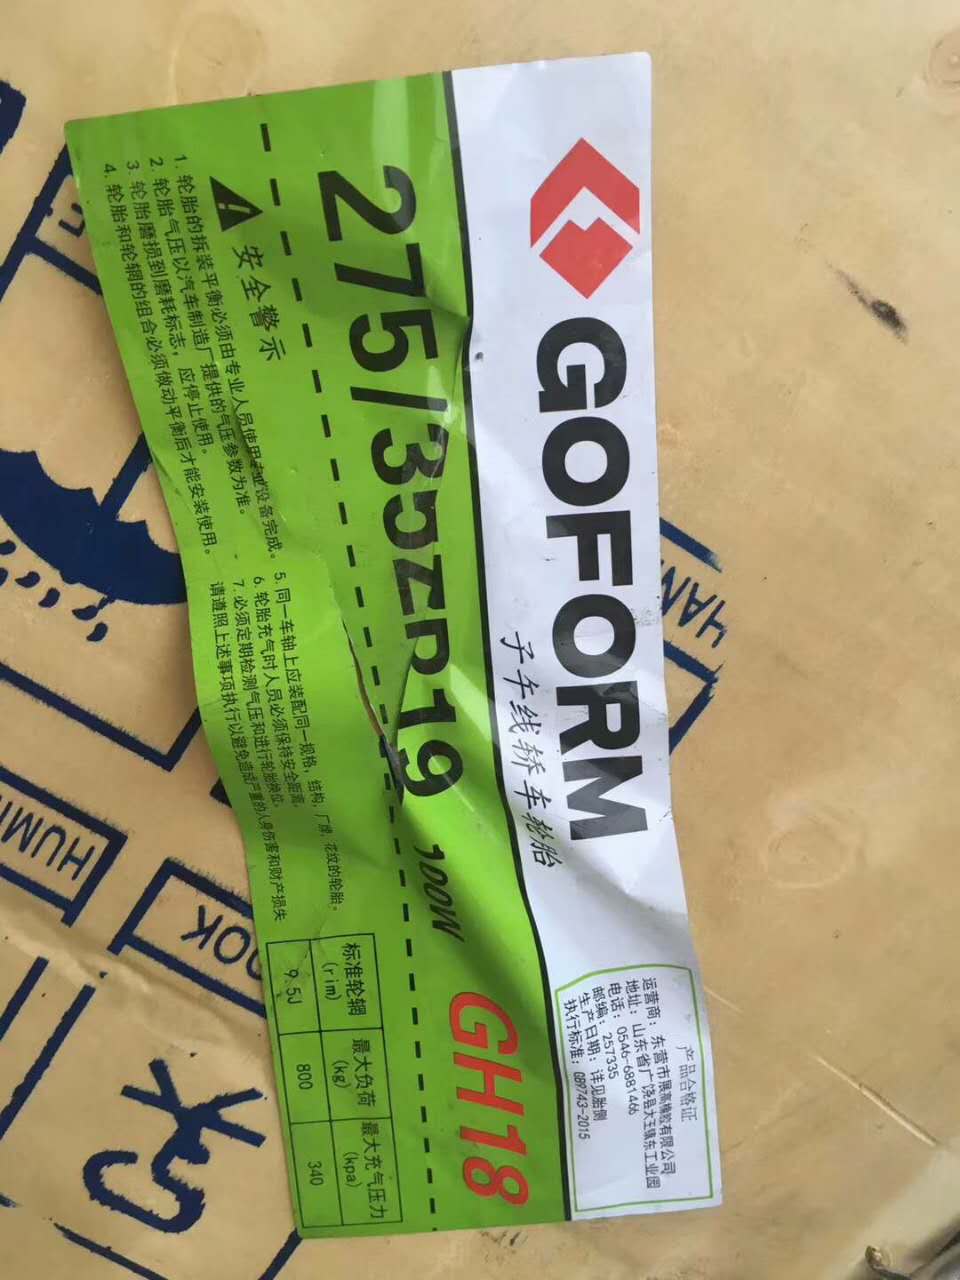 GOFORM
子午线轿车轮胎
产品合格证
运营商：东营市展高橡胶有限公司
地址：山东省广饶县大王镇东工业园
电话：0546-6881466
邮编：257335
生产日期：详见胎侧
执行标准：GB9743-2015
275/35ZR19 100W GH18
安全警示
1. 轮胎的拆装平衡必须由专业人员使用专业设备完成。
2. 轮胎气压以汽车制造厂提供的气压参数为准。
3. 轮胎磨损到磨耗标志，应停止使用。
4. 轮胎和轮辋的组合必须做动平衡后才能安装使用。
5. 同一车轴上应装配同一规格，结构，厂牌，花纹的轮胎。
6. 轮胎充气时人员必须保持安全距离。
7. 必须定期检测气压和进行轮胎换位。
请遵照上述事项执行以避免造成严重的人身伤害和财产损失
标准轮辋 最大负荷 最大充气压力
(rim) (kg) (kpa)
9.5J 800 340
HAN
HUMI
OOK